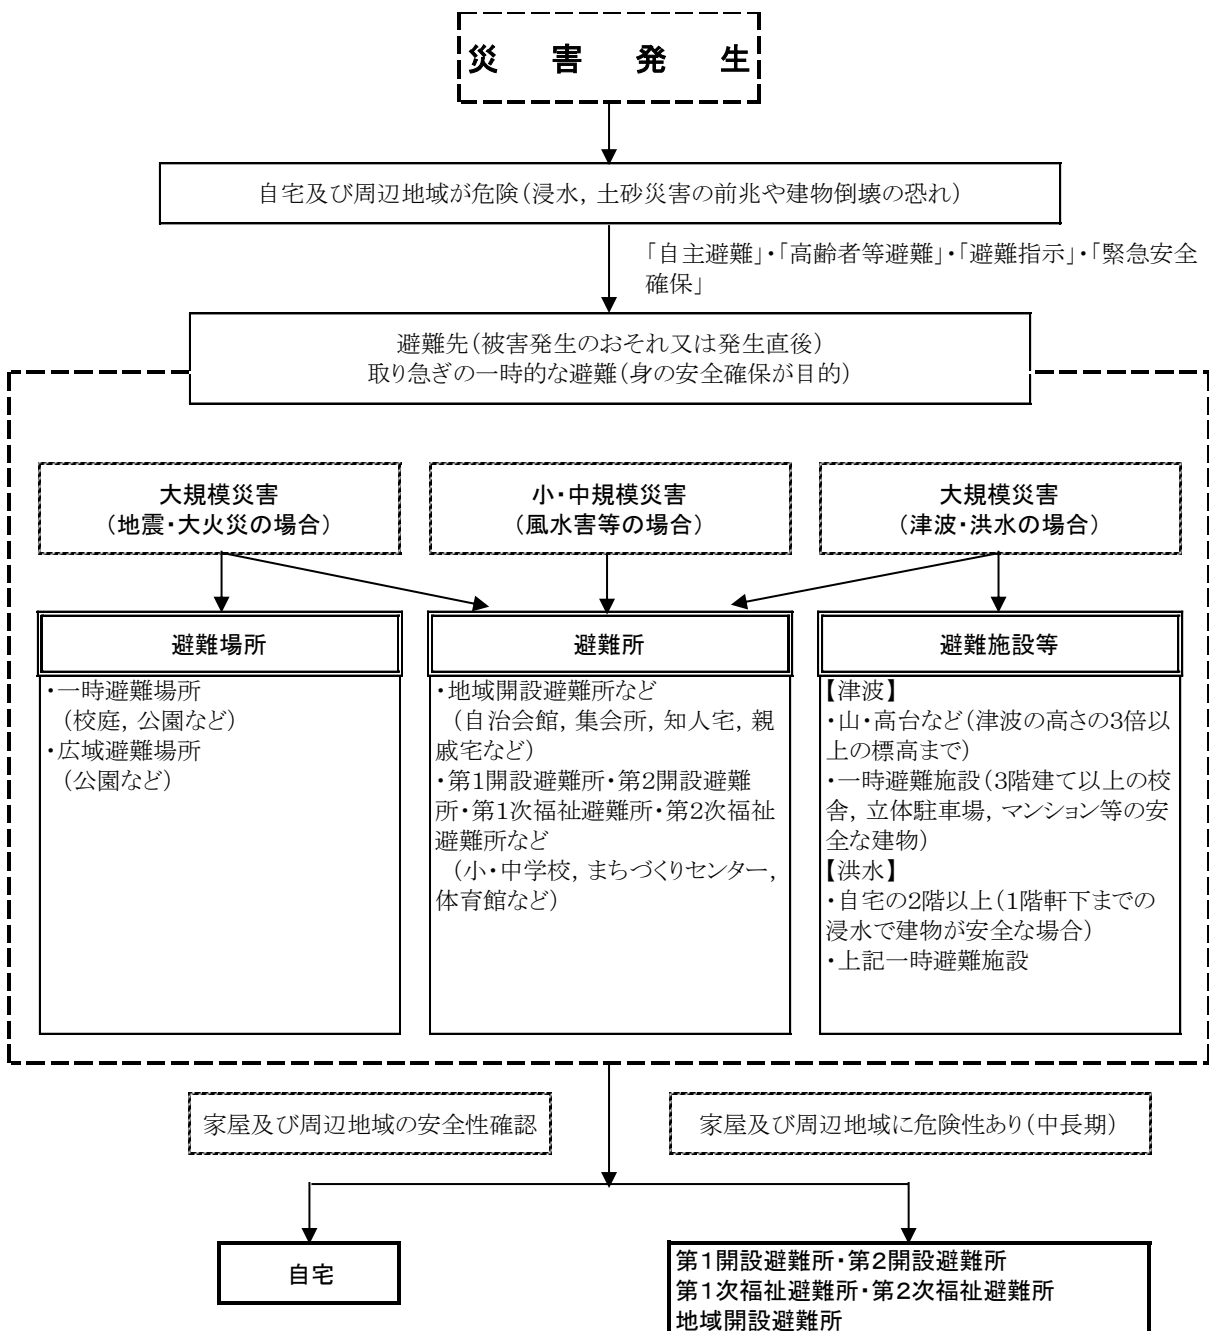 災害発生
自宅及び周辺地域が危険(浸水, 土砂災害の前兆や建物倒壊の恐れ)
「自主避難」・「高齢者等避難」・「避難指示」・「緊急安全
確保」
避難先(被害発生のおそれ又は発生直後)
取り急ぎの一時的な避難(身の安全確保が目的)
大規模災害
(地震・大火災の場合)
小・中規模災害
(風水害等の場合)
大規模災害
(津波・洪水の場合)
避難場所
・一時避難場所
(校庭, 公園など)
・広域避難場所
(公園など)
避難所
・地域開設避難所など
(自治会館, 集会所, 知人宅, 親
戚宅など)
・第1開設避難所・第2開設避難
所・第1次福祉避難所・第2次福祉
避難所など
(小・中学校, まちづくりセンター,
体育館など)
避難施設等
【津波】
・山・高台など(津波の高さの3倍以
上の標高まで)
・一時避難施設(3階建て以上の校
舎, 立体駐車場, マンション等の安
全な建物)
【洪水】
・自宅の2階以上(1階軒下までの
浸水で建物が安全な場合)
・上記一時避難施設
家屋及び周辺地域の安全性確認
家屋及び周辺地域に危険性あり(中長期)
自宅
第1開設避難所・第2開設避難所
第1次福祉避難所・第2次福祉避難所
地域開設避難所